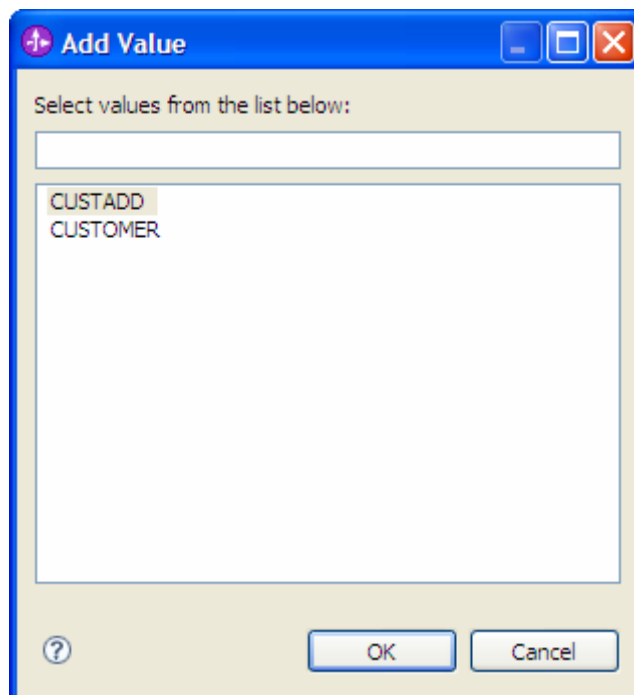 Add Value
Select values from the list below:
CUSTADD
CUSTOMER
?
OK Cancel